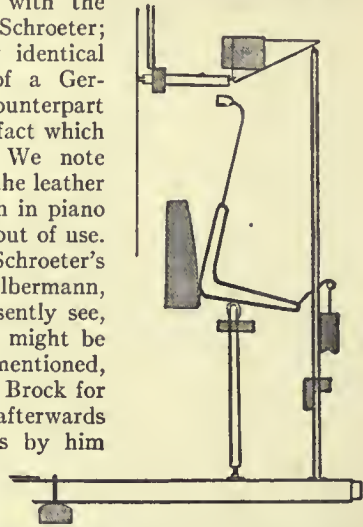 with the
Schroeter;
identical
of a Ger-
ounterpart
fact which
We note
the leather
n in piano
out of use.
Schroeter's
lbermann,
sently see,
might be
mentioned,
Brock for
afterwards
s by him